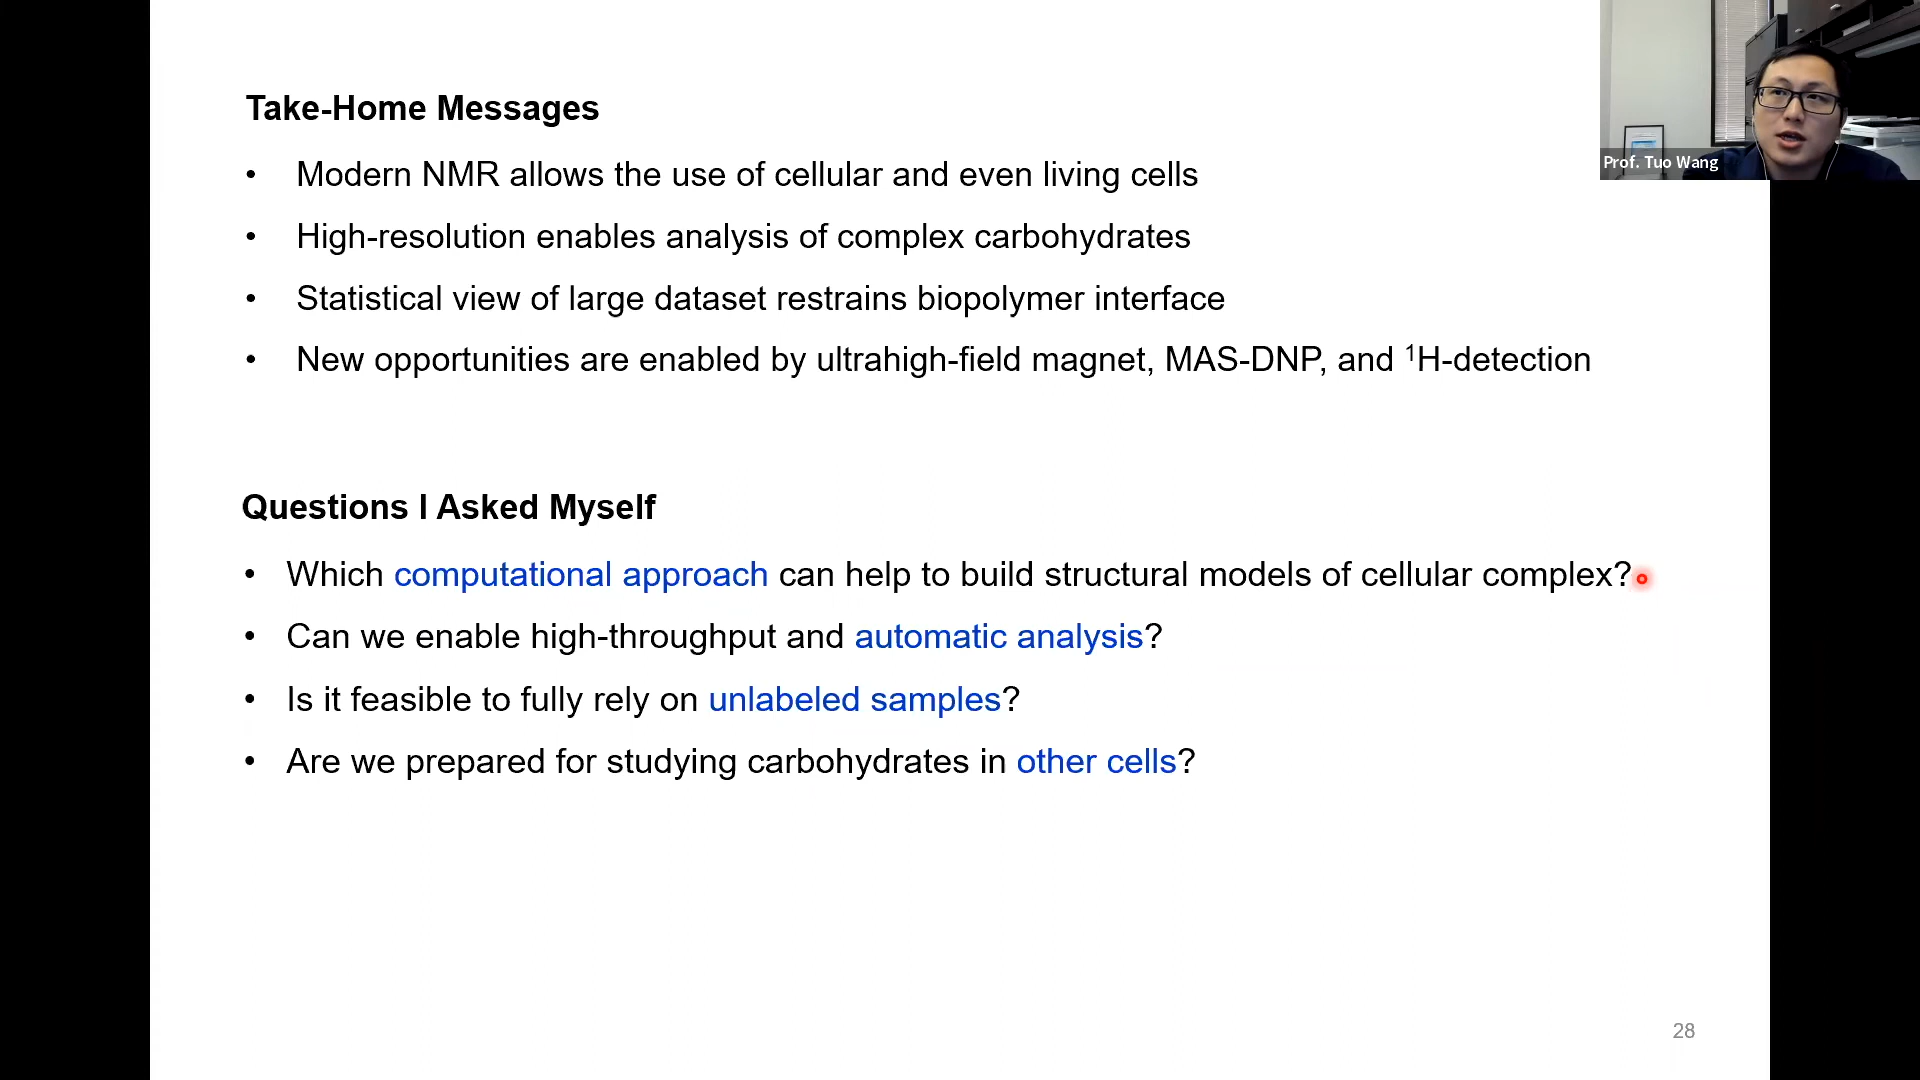 Take-Home Messages
• Modern NMR allows the use of cellular and even living cells
• High-resolution enables analysis of complex carbohydrates
• Statistical view of large dataset restrains biopolymer interface
• New opportunities are enabled by ultrahigh-field magnet, MAS-DNP, and ¹H-detection
Questions I Asked Myself
• Which computational approach can help to build structural models of cellular complex?
• Can we enable high-throughput and automatic analysis?
• Is it feasible to fully rely on unlabeled samples?
• Are we prepared for studying carbohydrates in other cells?
28
Prof. Tuo Wang